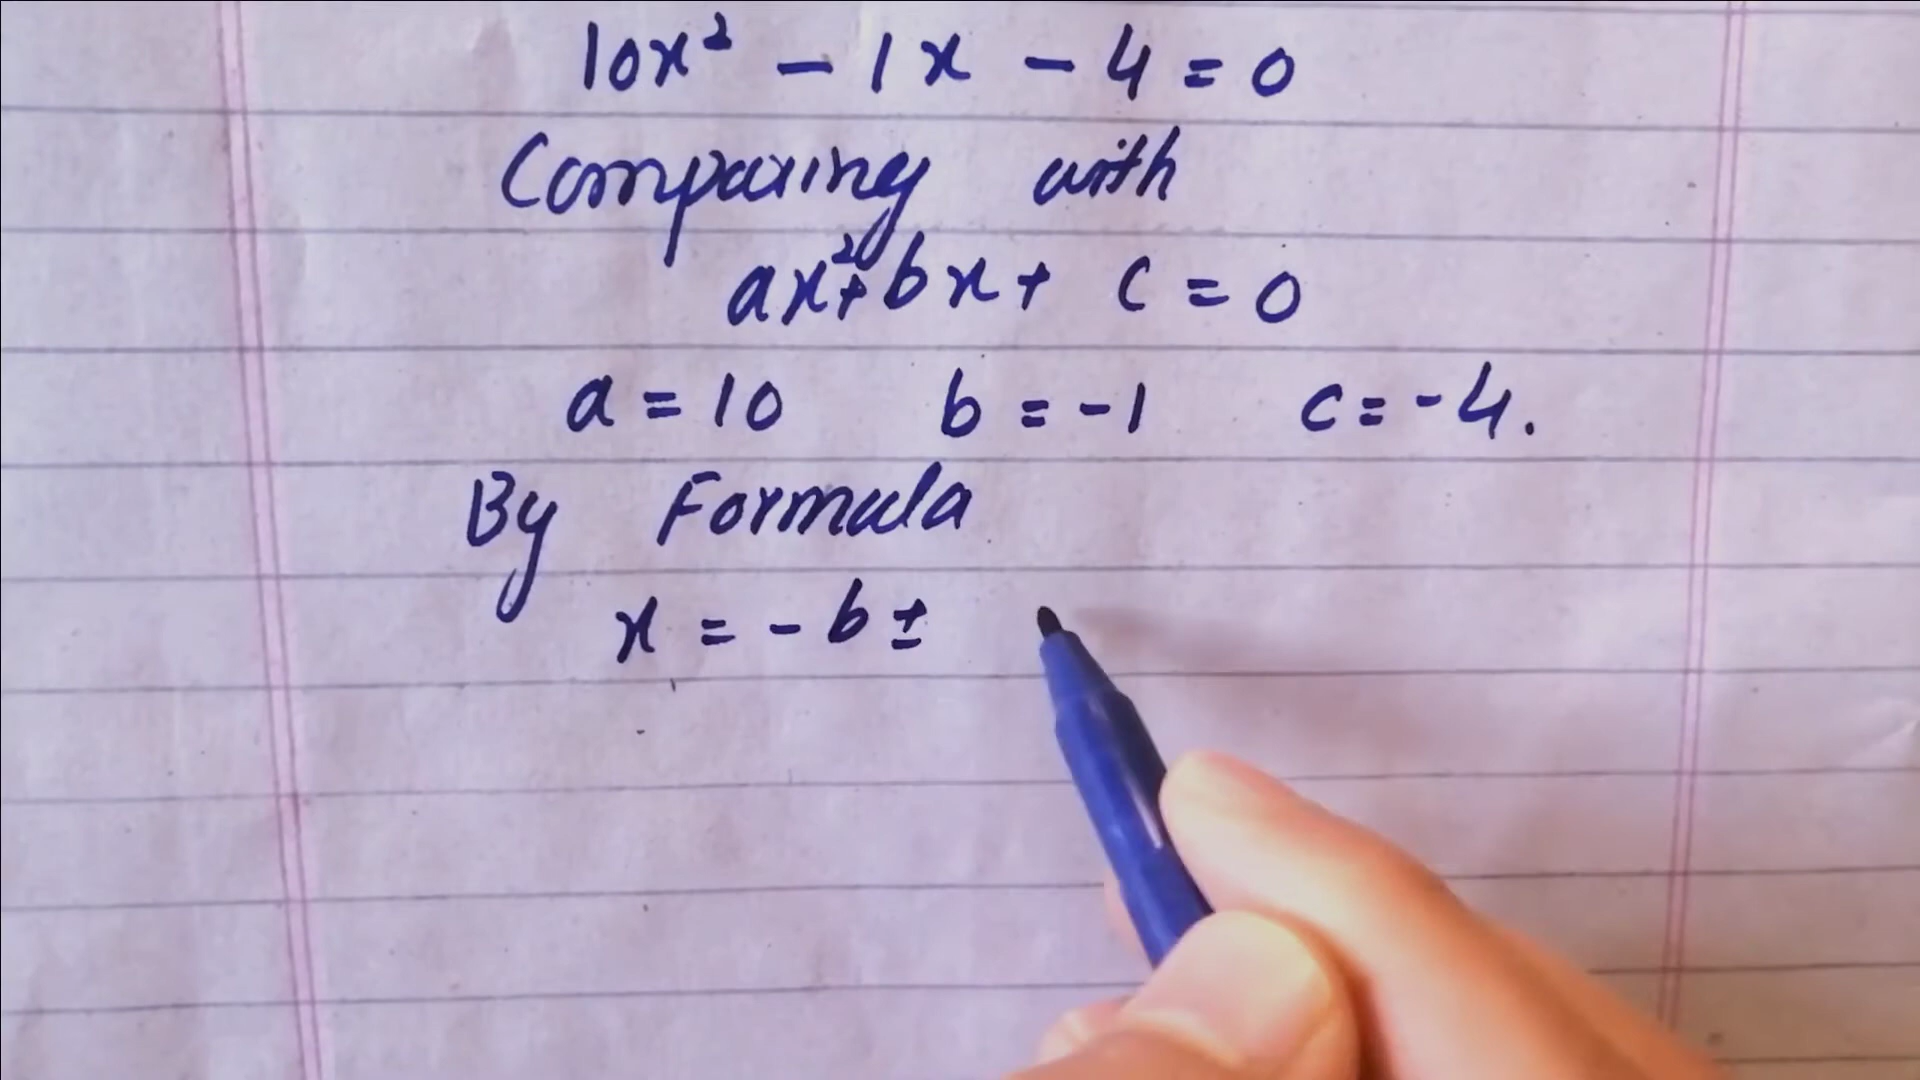 10x² - 1x - 4 = 0
Comparing with
ax² + bx + c = 0
a = 10 b = -1 c = -4.
By Formula
x = - b ±